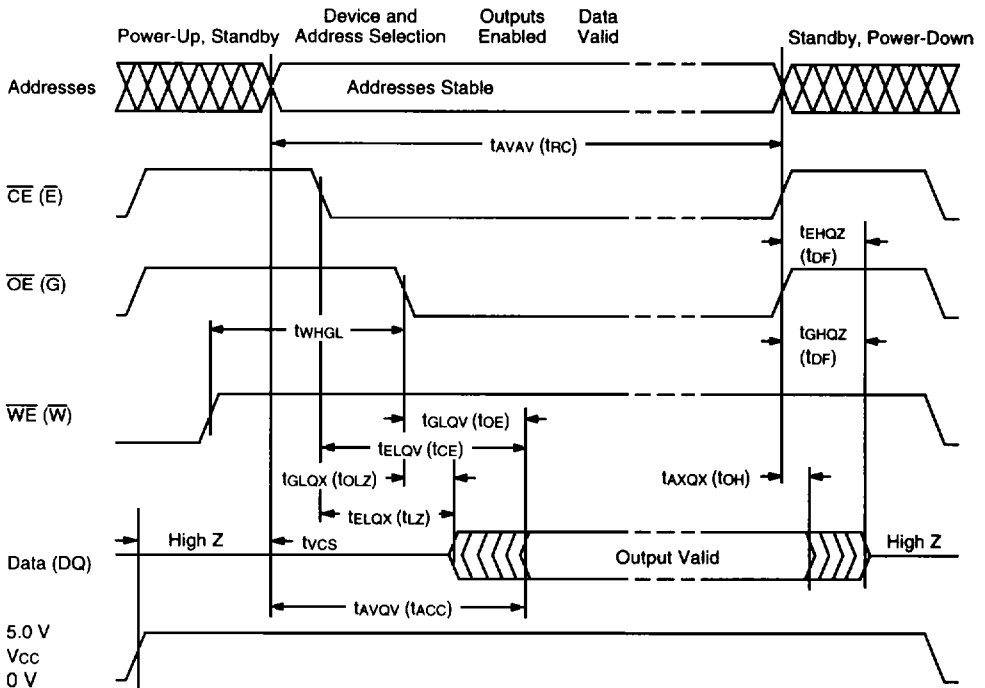 Power-Up, Standby
Device and
Address Selection
Outputs
Enabled
Data
Valid
Standby, Power-Down
Addresses
Addresses Stable
tAVAV (tRC)
CE (E)
tEHQZ
(tDF)
OE (G)
tWHGL
tGHQZ
(tDF)
WE (W)
tGLQV (tOE)
tELQV (tCE)
tGLQX (tOLZ)
tAXQX (tOH)
tELQX (tLZ)
High Z
tVCS
Data (DQ)
Output Valid
High Z
tAVQV (tACC)
5.0 V
VCC
0 V